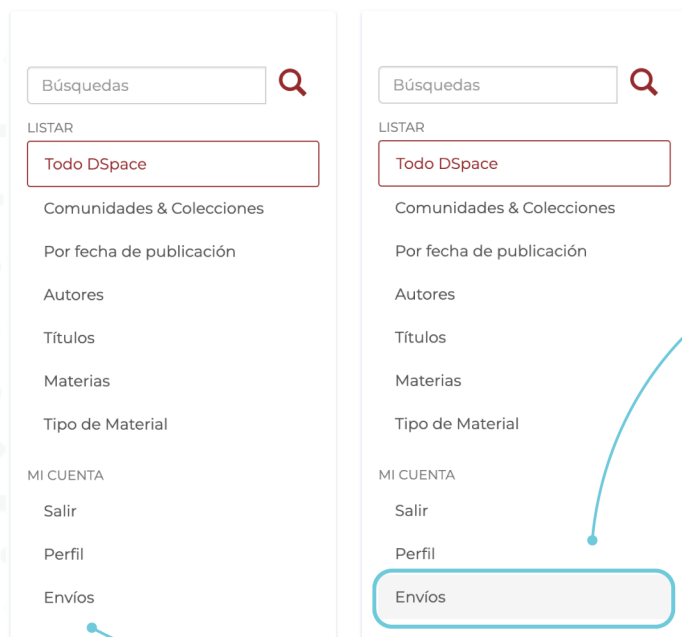 Búsquedas
LISTAR
Todo DSpace
Comunidades & Colecciones
Por fecha de publicación
Autores
Títulos
Materias
Tipo de Material
MI CUENTA
Salir
Perfil
Envíos
Búsquedas
LISTAR
Todo DSpace
Comunidades & Colecciones
Por fecha de publicación
Autores
Títulos
Materias
Tipo de Material
MI CUENTA
Salir
Perfil
Envíos